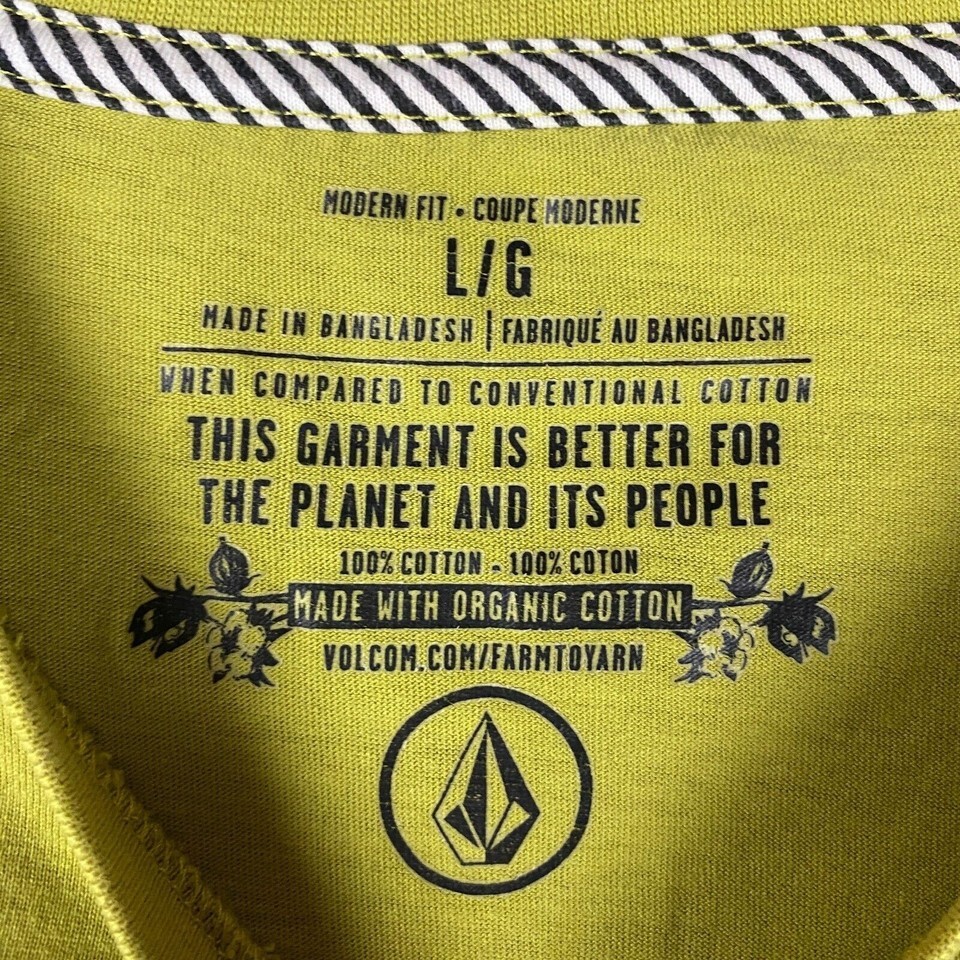 MODERN FIT • COUPE MODERNE
L/G
MADE IN BANGLADESH | FABRIQUÉ AU BANGLADESH
WHEN COMPARED TO CONVENTIONAL COTTON
THIS GARMENT IS BETTER FOR
THE PLANET AND ITS PEOPLE
100% COTTON - 100% COTON
MADE WITH ORGANIC COTTON
VOLCOM.COM/FARMTOYARN